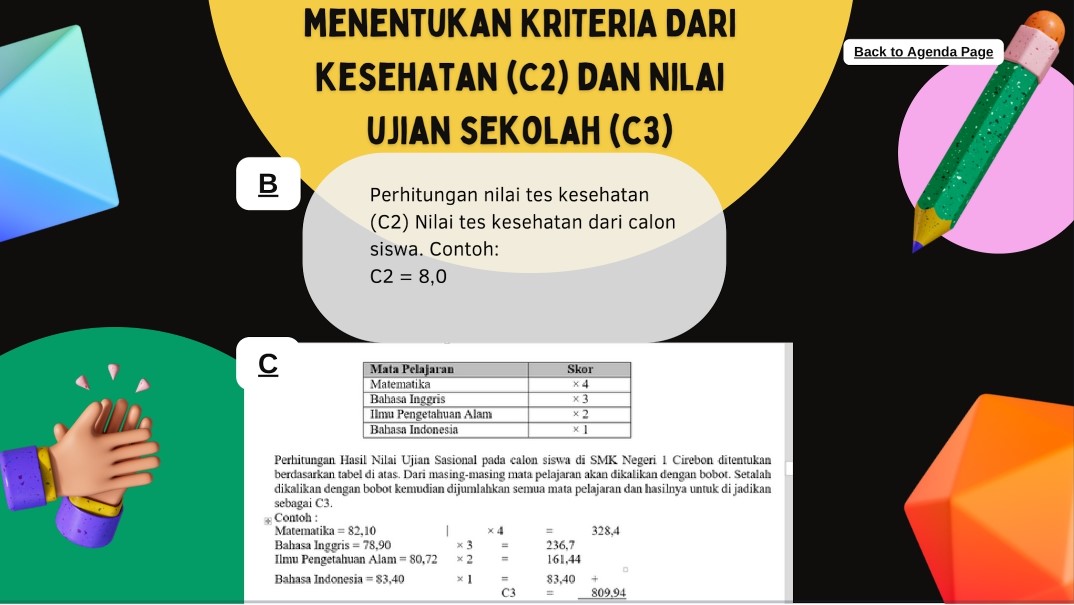 MENENTUKAN KRITERIA DARI
KESEHATAN (C2) DAN NILAI
UJIAN SEKOLAH (C3)
Back to Agenda Page
B
Perhitungan nilai tes kesehatan
(C2) Nilai tes kesehatan dari calon
siswa. Contoh:
C2 = 8,0
C
Mata Pelajaran Skor
Matematika × 4
Bahasa Inggris × 3
Ilmu Pengetahuan Alam × 2
Bahasa Indonesia × 1
Perhitungan Hasil Nilai Ujian Sasional pada calon siswa di SMK Negeri 1 Cirebon ditentukan
berdasarkan tabel di atas. Dari masing-masing mata pelajaran akan dikalikan dengan bobot. Setalah
dikalikan dengan bobot kemudian dijumlahkan semua mata pelajaran dan hasilnya untuk di jadikan
sebagai C3.
Contoh :
Matematika = 82,10 | × 4 = 328,4
Bahasa Inggris = 78,90 × 3 = 236,7
Ilmu Pengetahuan Alam = 80,72 × 2 = 161,44
Bahasa Indonesia = 83,40 × 1 = 83,40 +
C3 = 809,94